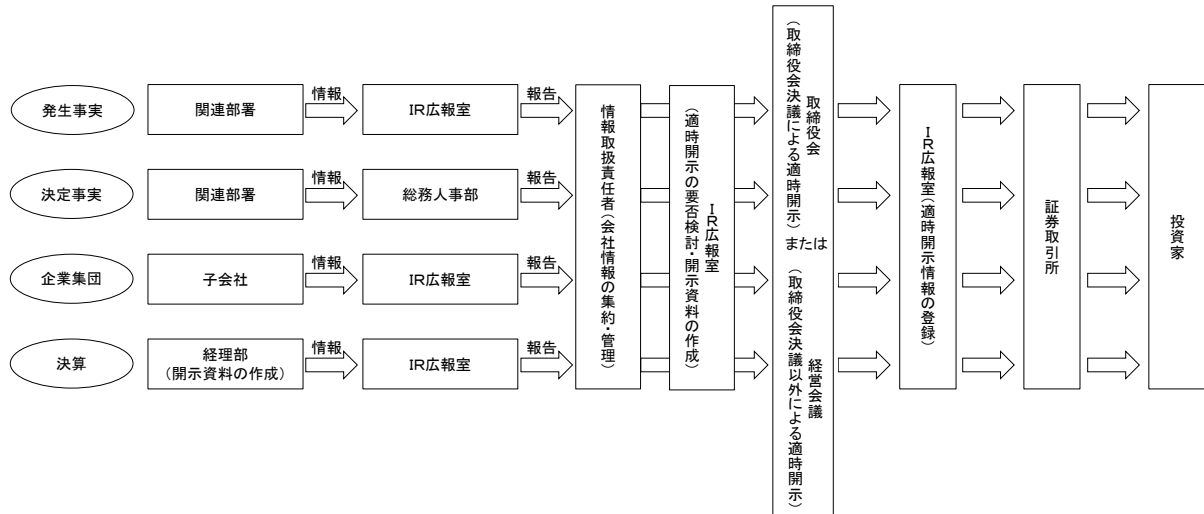 発生事実
関連部署
情報
IR広報室
報告
決定事実
関連部署
情報
総務人事部
報告
企業集団
子会社
情報
IR広報室
報告
決算
経理部
（開示資料の作成）
情報
IR広報室
報告
情報取扱責任者（会社情報の集約・管理）
IR広報室
（適時開示の要否検討・開示資料の作成）
取締役会
（取締役会決議による適時開示）
または
経営会議
（取締役会決議以外による適時開示）
IR広報室（適時開示情報の登録）
証券取引所
投資家